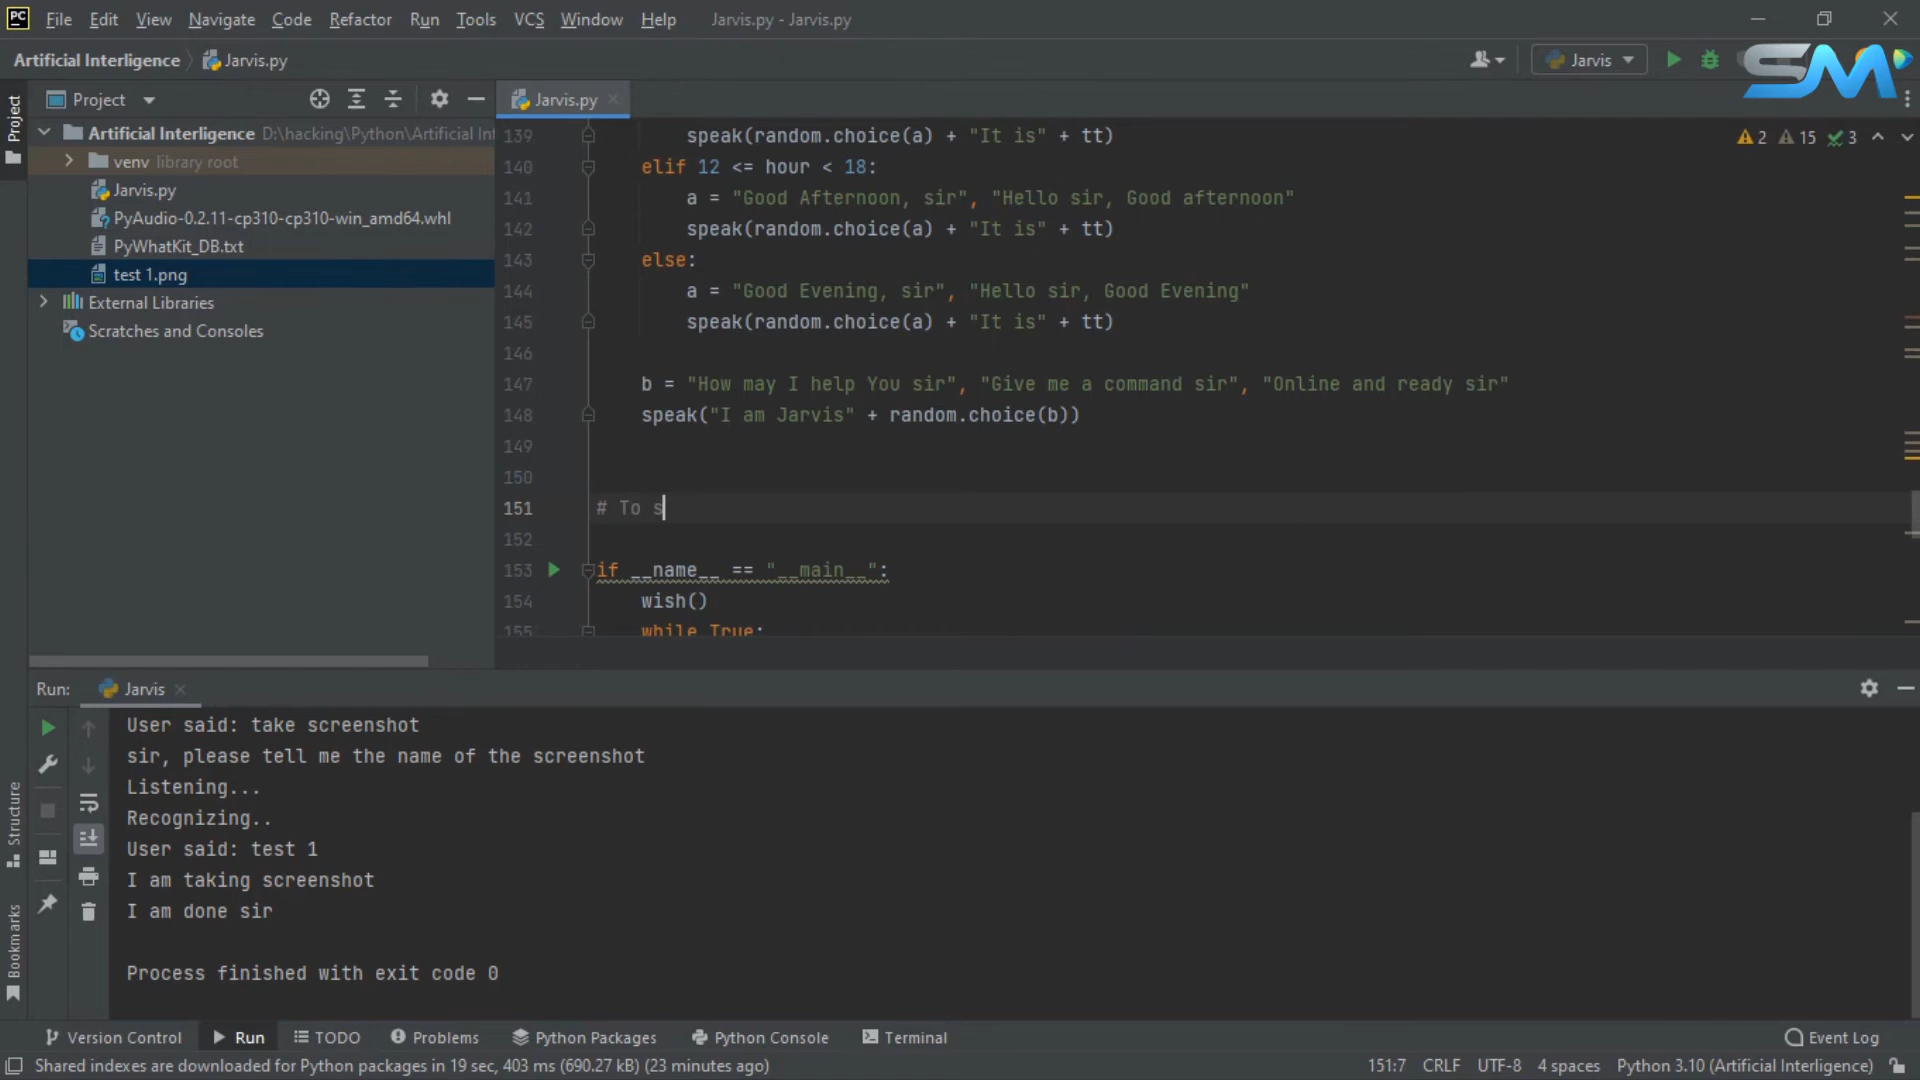 PC File Edit View Navigate Code Refactor Run Tools VCS Window Help Jarvis.py - Jarvis.py
Artificial Interligence Jarvis.py Jarvis SM
Project Project Jarvis.py
Artificial Interligence D:\hacking\Python\Artificial Int
venv library root
Jarvis.py
PyAudio-0.2.11-cp310-cp310-win_amd64.whl
PyWhatKit_DB.txt
test 1.png
External Libraries
Scratches and Consoles
2 15 3
139 speak(random.choice(a) + "It is" + tt)
140 elif 12 <= hour < 18:
141 a = "Good Afternoon, sir", "Hello sir, Good afternoon"
142 speak(random.choice(a) + "It is" + tt)
143 else:
144 a = "Good Evening, sir", "Hello sir, Good Evening"
145 speak(random.choice(a) + "It is" + tt)
146
147 b = "How may I help You sir", "Give me a command sir", "Online and ready sir"
148 speak("I am Jarvis" + random.choice(b))
149
150
151 # To s
152
153 if __name__ == "__main__":
154 wish()
155 while True:
Run: Jarvis
User said: take screenshot
sir, please tell me the name of the screenshot
Listening...
Recognizing..
User said: test 1
I am taking screenshot
I am done sir
Process finished with exit code 0
Structure
Bookmarks
Version Control Run TODO Problems Python Packages Python Console Terminal Event Log
Shared indexes are downloaded for Python packages in 19 sec, 403 ms (690.27 kB) (23 minutes ago) 151:7 CRLF UTF-8 4 spaces Python 3.10 (Artificial Interligence)